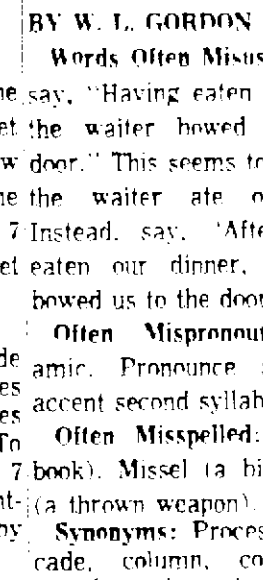 BY W. L. GORDON
Words Often Misus
say, "Having eaten
the waiter bowed
door." This seems to
the waiter ate o
Instead, say, 'Afte
eaten our dinner,
bowed us to the door
Often Mispronou
amic. Pronounce
accent second syllab
Often Misspelled:
book). Missel (a bi
(a thrown weapon).
Synonyms: Proces
cade, column, co